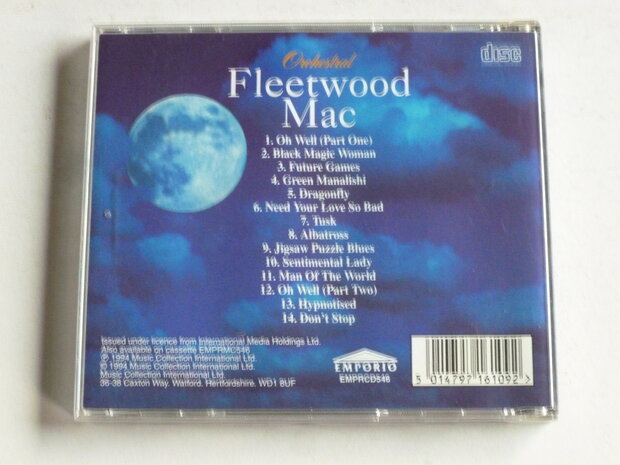 Orchestral
disc
Fleetwood
Mac
1. Oh Well (Part One)
2. Black Magic Woman
3. Future Games
4. Green Manalishi
5. Dragonfly
6. Need Your Love So Bad
7. Tusk
8. Albatross
9. Jigsaw Puzzle Blues
10. Sentimental Lady
11. Man Of The World
12. Oh Well (Part Two)
13. Hypnotised
14. Don't Stop
Issued under licence from International Media Holdings Ltd.
Also available on cassette EMPRMC546
℗ 1994 Music Collection International Ltd.
© 1994 Music Collection International Ltd.
Music Collection International Ltd.
36-38 Caxton Way, Watford, Hertfordshire, WD1 8UF
EMPORIO
EMPRCD546
5 014797 161092 >